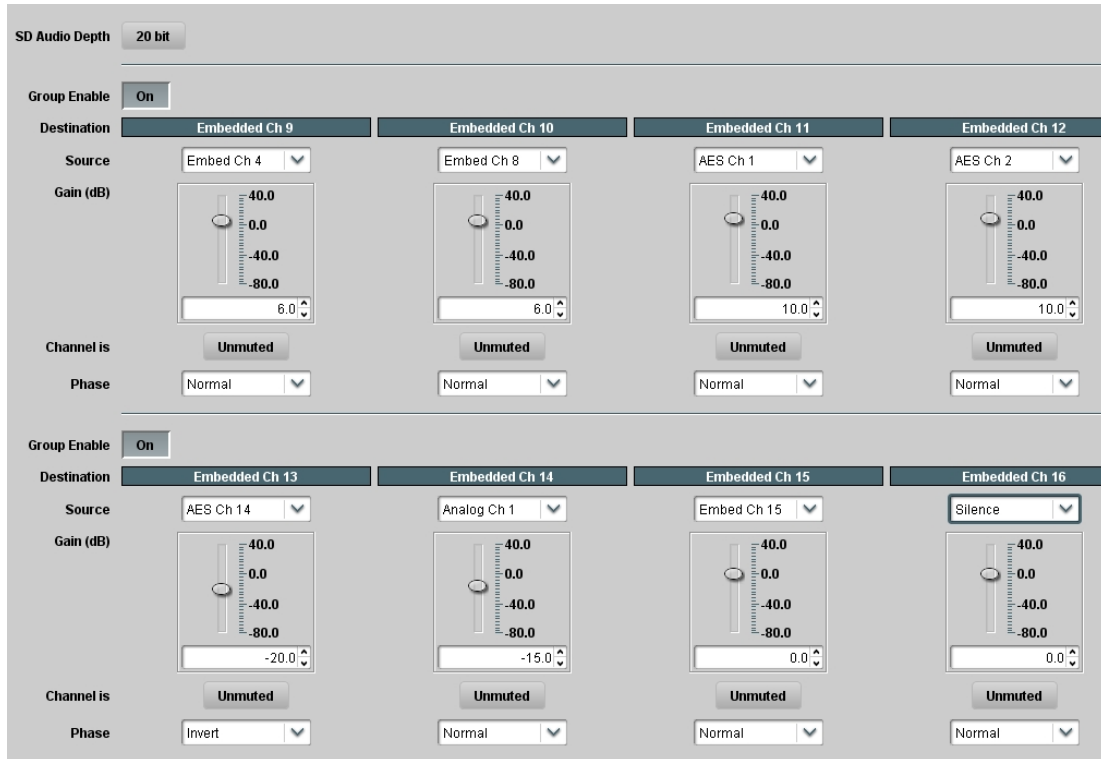 SD Audio Depth 20 bit
Group Enable On
Destination Embedded Ch 9 Embedded Ch 10 Embedded Ch 11 Embedded Ch 12
Source Embed Ch 4 Embed Ch 8 AES Ch 1 AES Ch 2
Gain (dB) 40.0 40.0 40.0 40.0
0.0 0.0 0.0 0.0
-40.0 -40.0 -40.0 -40.0
-80.0 -80.0 -80.0 -80.0
6.0 6.0 10.0 10.0
Channel is Unmuted Unmuted Unmuted Unmuted
Phase Normal Normal Normal Normal
Group Enable On
Destination Embedded Ch 13 Embedded Ch 14 Embedded Ch 15 Embedded Ch 16
Source AES Ch 14 Analog Ch 1 Embed Ch 15 Silence
Gain (dB) 40.0 40.0 40.0 40.0
0.0 0.0 0.0 0.0
-40.0 -40.0 -40.0 -40.0
-80.0 -80.0 -80.0 -80.0
-20.0 -15.0 0.0 0.0
Channel is Unmuted Unmuted Unmuted Unmuted
Phase Invert Normal Normal Normal